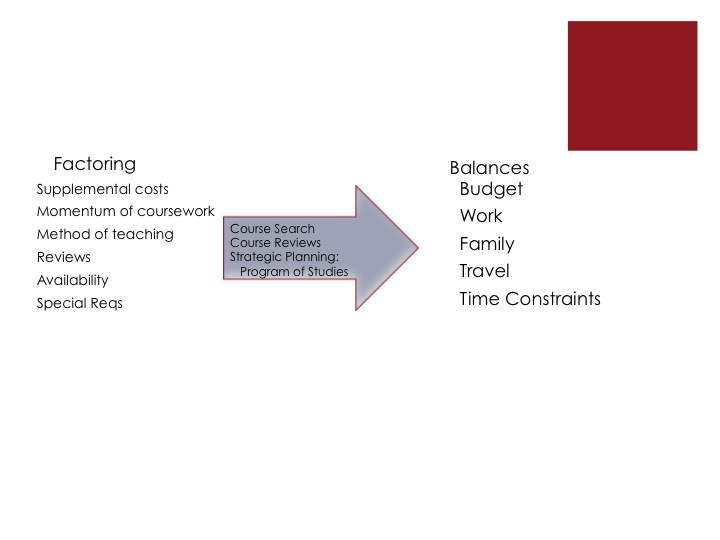 Factoring
Supplemental costs
Momentum of coursework
Method of teaching
Reviews
Availability
Special Reqs
Course Search
Course Reviews
Strategic Planning:
Program of Studies
Balances
Budget
Work
Family
Travel
Time Constraints